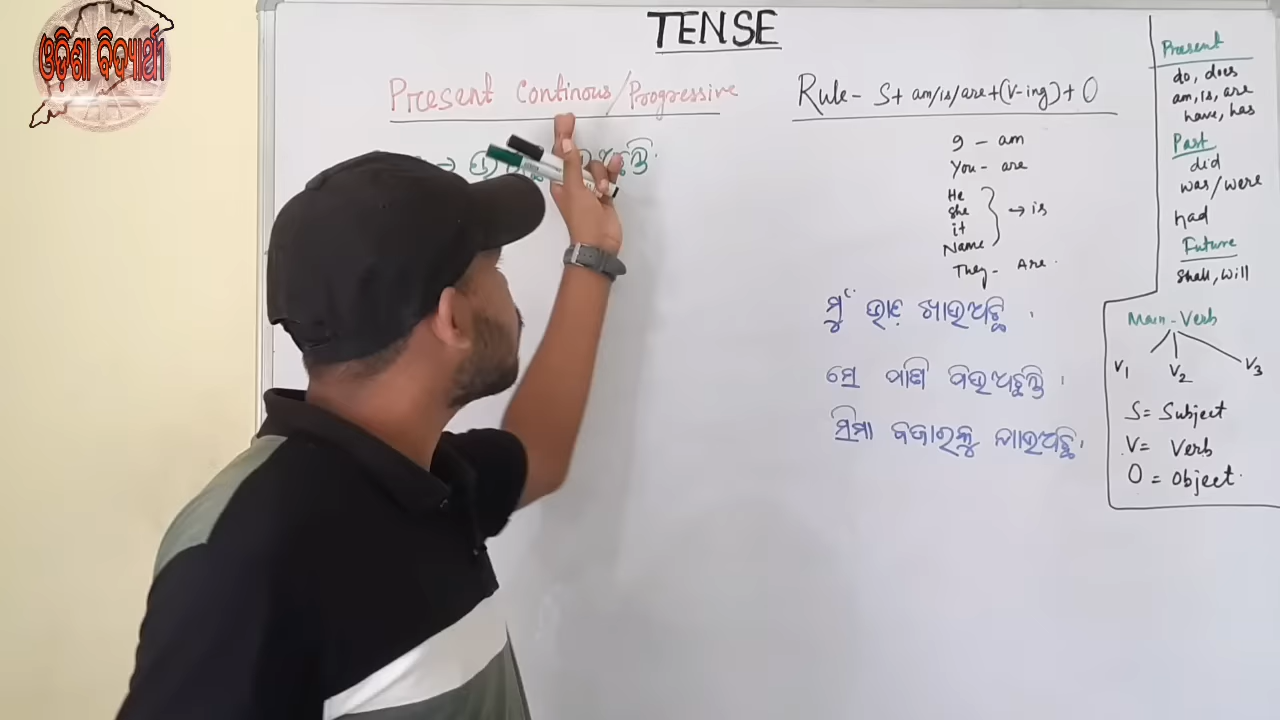 ଓଡ଼ିଶା ବିଦ୍ୟାର୍ଥୀ
TENSE
Present Continous/Progressive
Rule- S+ am/is/are+(V-ing)+ O
I - am
You - are
He
She
it
Name
→ is
They - Are.
ମୁଁ ଭାତ ଖାଉଅଛି ।
ସେ ପାଣି ପିଉଅଛନ୍ତି ।
ସିମା ବଜାରକୁ ଯାଉଅଛି ।
Present
do, does
am, is, are
have, has
Past
did
was/were
had
Future
shall, will
Main-Verb
V1 V2 V3
S= Subject
V= Verb
O = Object.